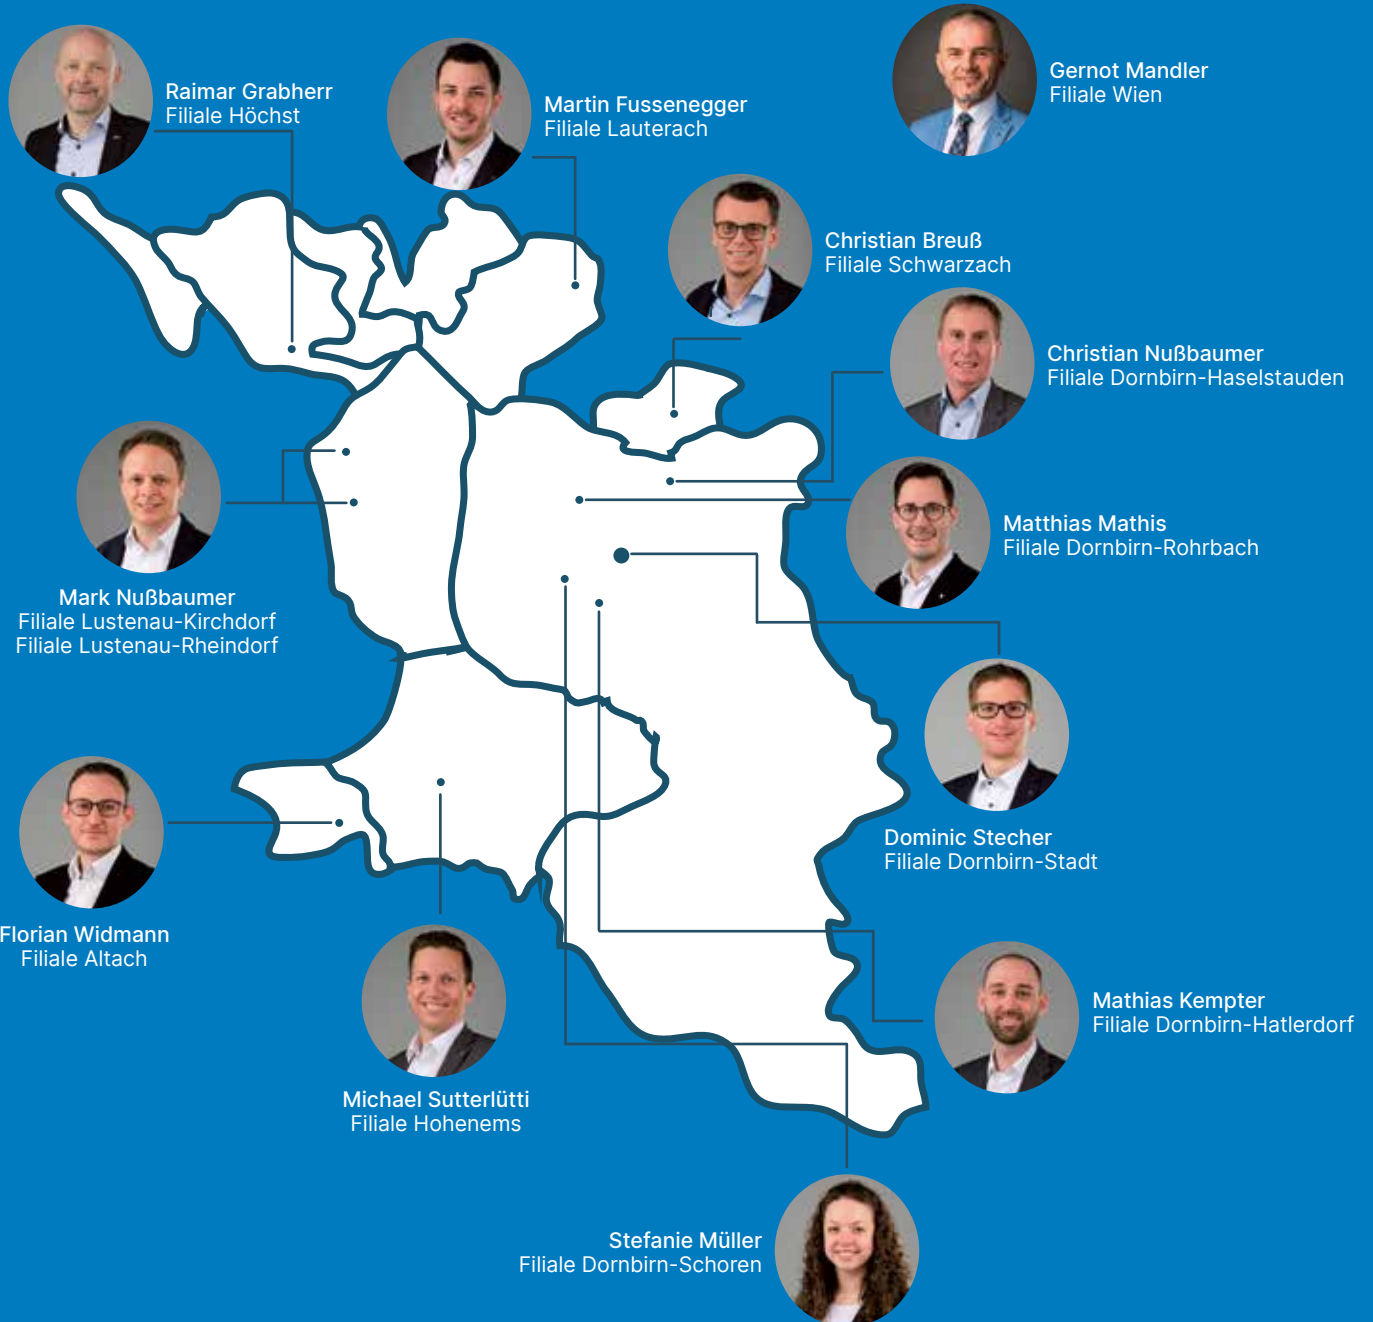 Raimar Grabherr
Filiale Höchst
Martin Fussenegger
Filiale Lauterach
Gernot Mandler
Filiale Wien
Christian Breuß
Filiale Schwarzach
Christian Nußbaumer
Filiale Dornbirn-Haselstauden
Matthias Mathis
Filiale Dornbirn-Rohrbach
Mark Nußbaumer
Filiale Lustenau-Kirchdorf
Filiale Lustenau-Rheindorf
Dominic Stecher
Filiale Dornbirn-Stadt
Florian Widmann
Filiale Altach
Mathias Kempter
Filiale Dornbirn-Hatlerdorf
Michael Sutterlütti
Filiale Hohenems
Stefanie Müller
Filiale Dornbirn-Schoren